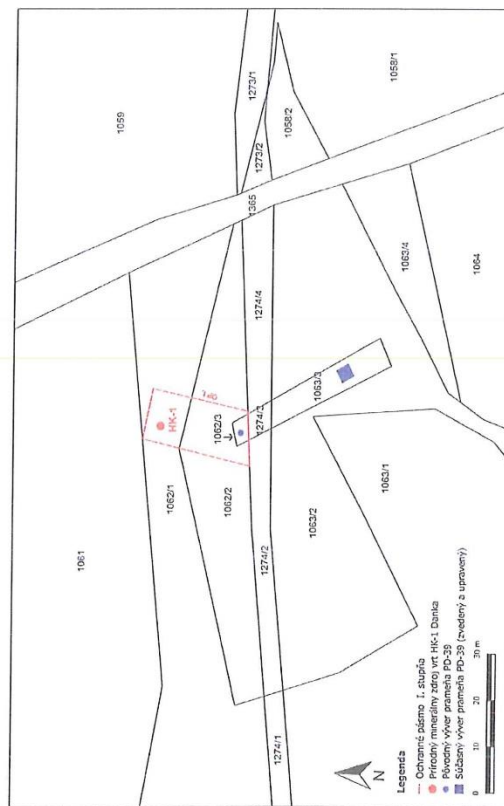 1059
1061
1273/1
1058/1
1273/2
1058/2
1365
1274/4
1063/4
1064
HK-1
1062/3
1274/3
1063/3
1062/1
1062/2
1063/1
1063/2
1274/2
1274/1
N
Legenda
Ochranné pásmo I. stupňa
Prírodný minerálny zdroj vrt HK-1 Danka
Pôvodný výver prameňa PD-39
Súčasný výver prameňa PD-39 (zvedený a upravený)
0 10 20 30 m